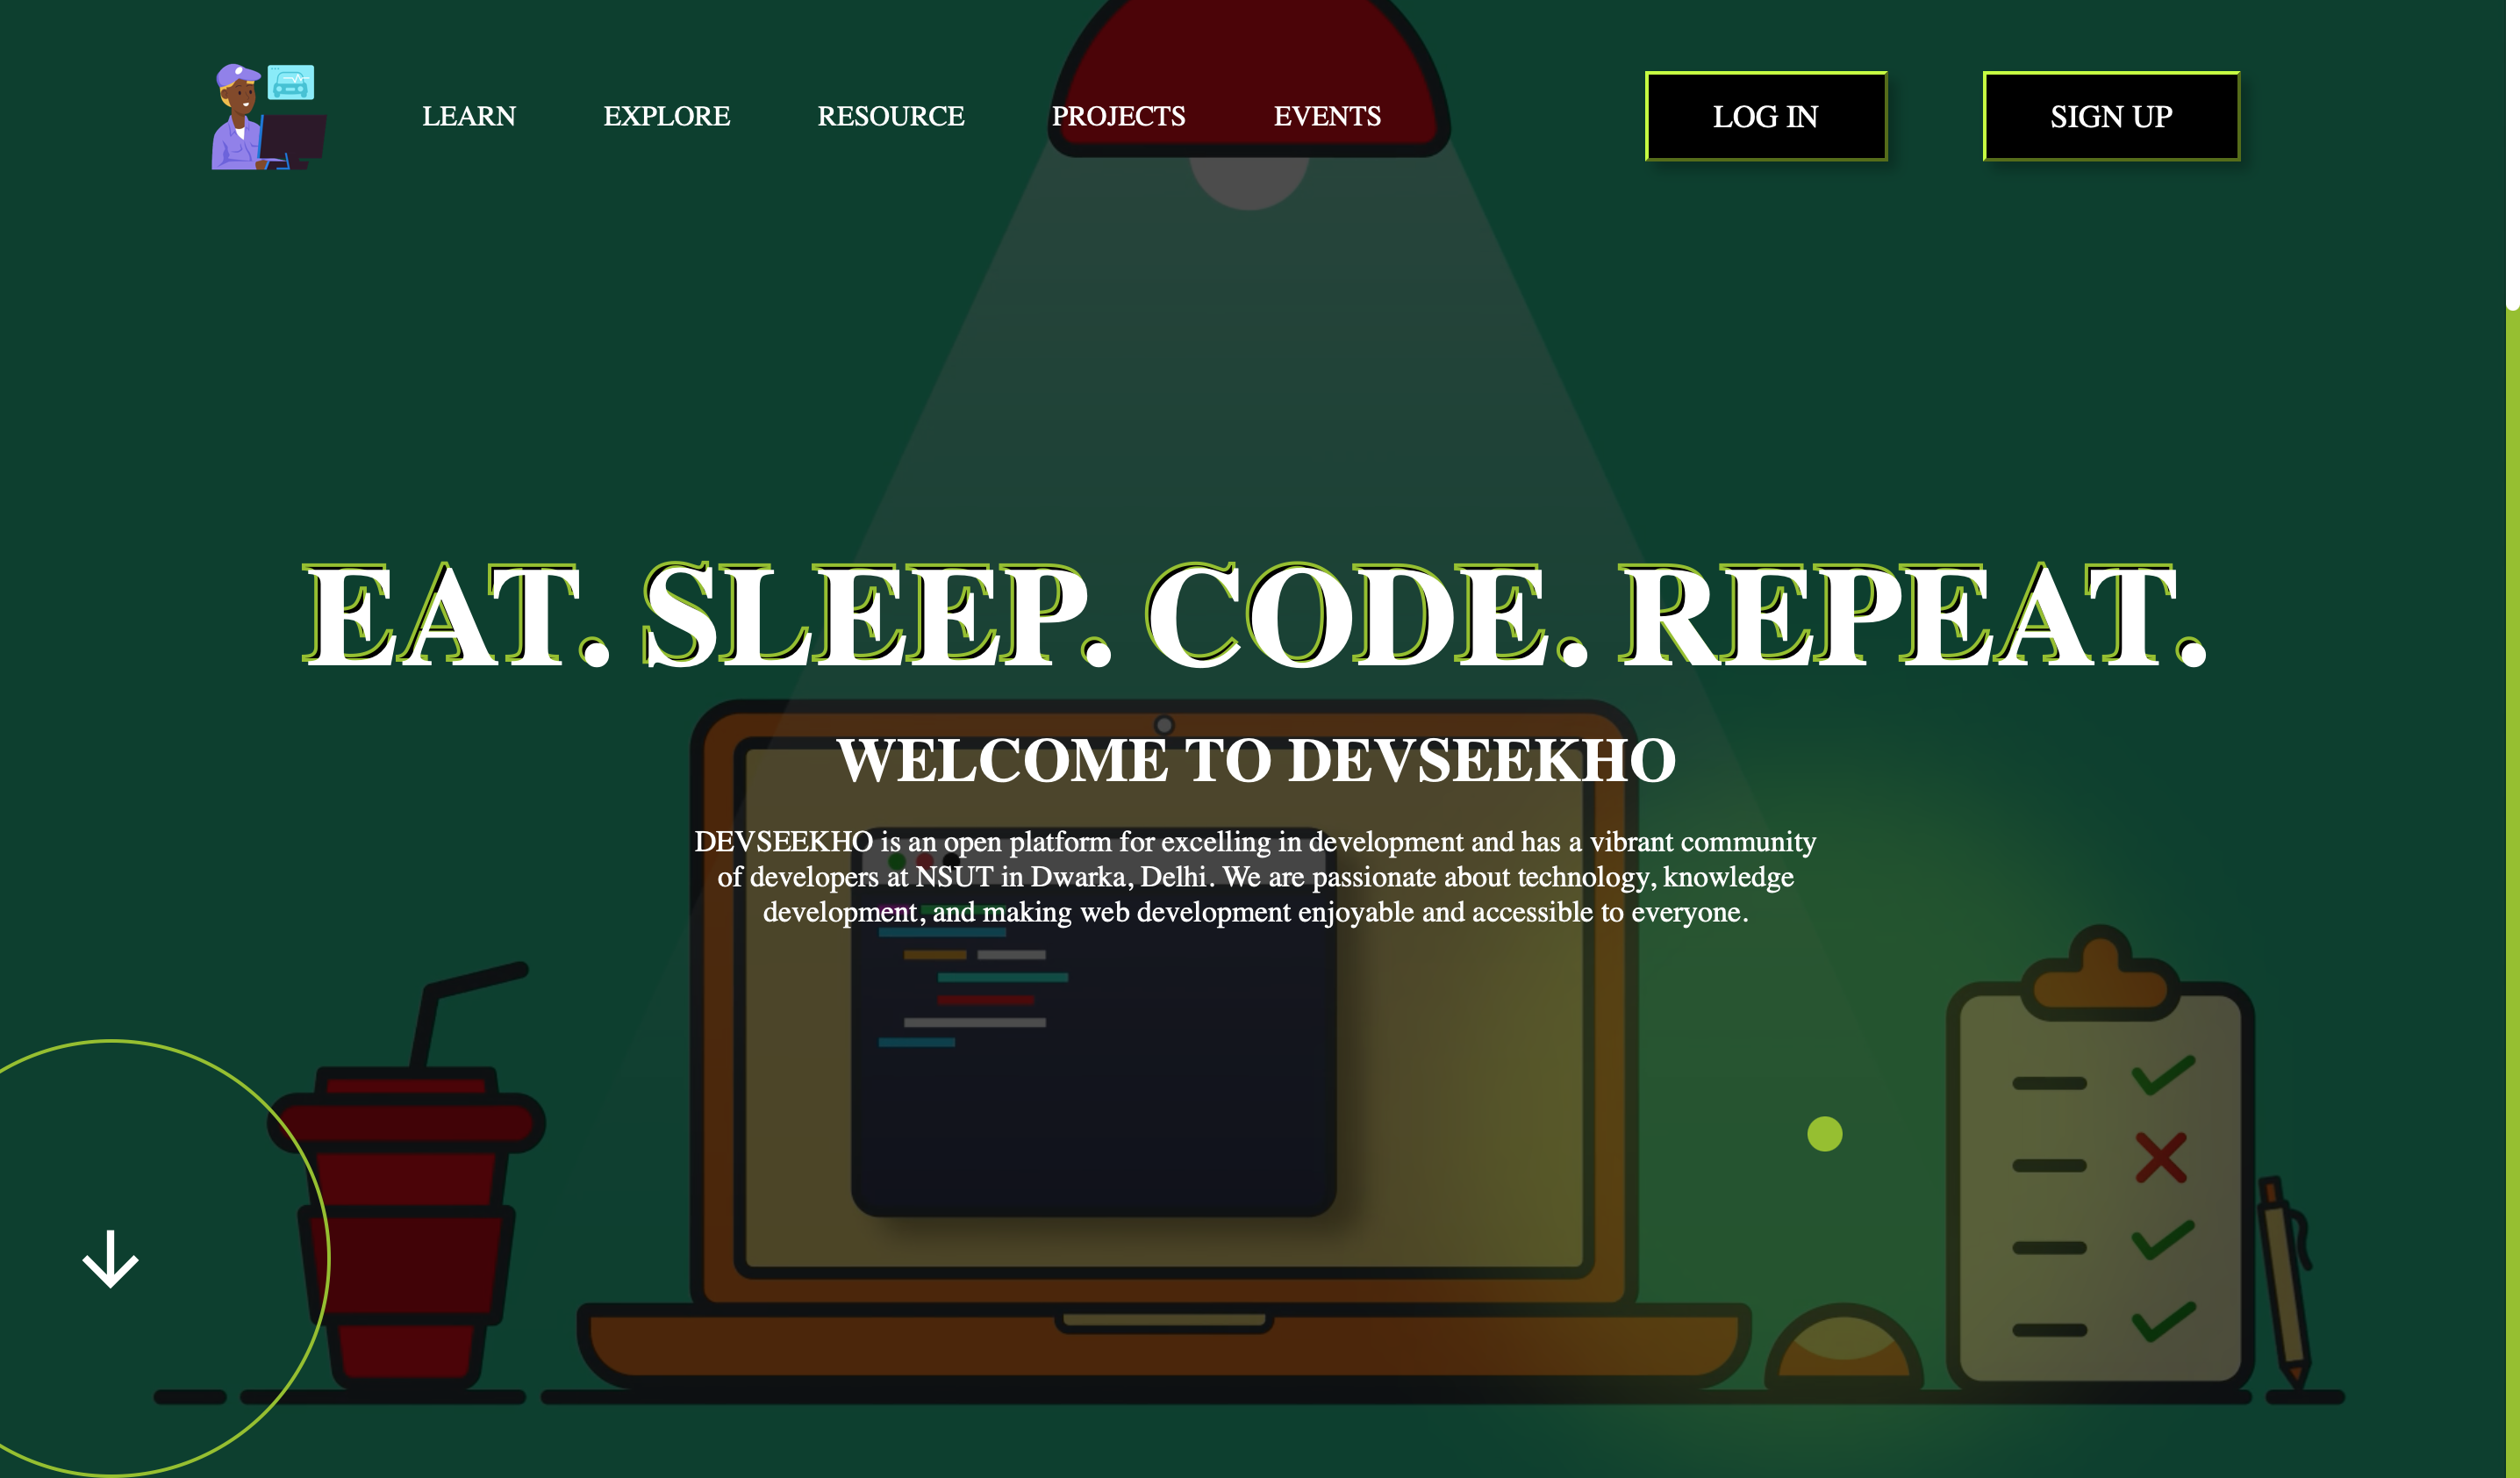 LEARN EXPLORE RESOURCE PROJECTS EVENTS LOG IN SIGN UP
EAT. SLEEP. CODE. REPEAT.
WELCOME TO DEVSEEKHO
DEVSEEKHO is an open platform for excelling in development and has a vibrant community
of developers at NSUT in Dwarka, Delhi. We are passionate about technology, knowledge
development, and making web development enjoyable and accessible to everyone.